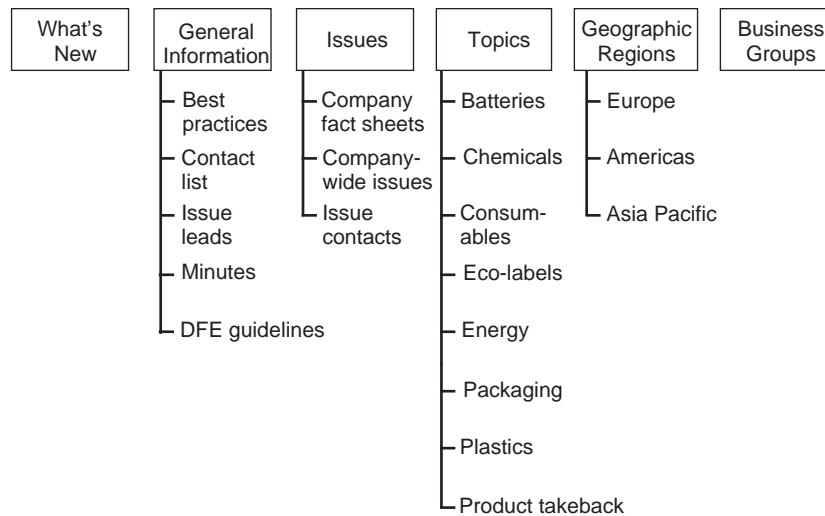 What's
New
General
Information
Issues
Topics
Geographic
Regions
Business
Groups
Best
practices
Contact
list
Issue
leads
Minutes
DFE guidelines
Company
fact sheets
Company-
wide issues
Issue
contacts
Batteries
Chemicals
Consum-
ables
Eco-labels
Energy
Packaging
Plastics
Product takeback
Europe
Americas
Asia Pacific